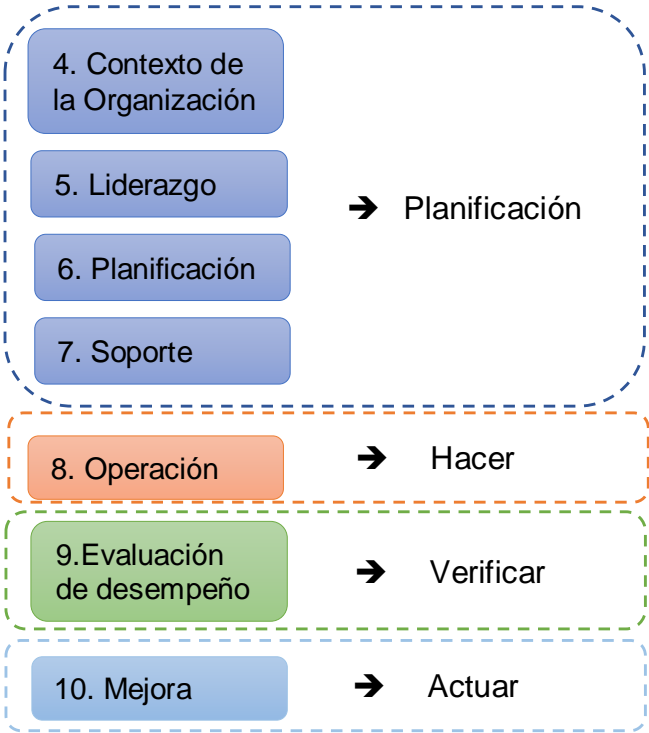 4. Contexto de
la Organización
5. Liderazgo
➔ Planificación
6. Planificación
7. Soporte
8. Operación
➔ Hacer
9.Evaluación
de desempeño
➔ Verificar
10. Mejora
➔ Actuar